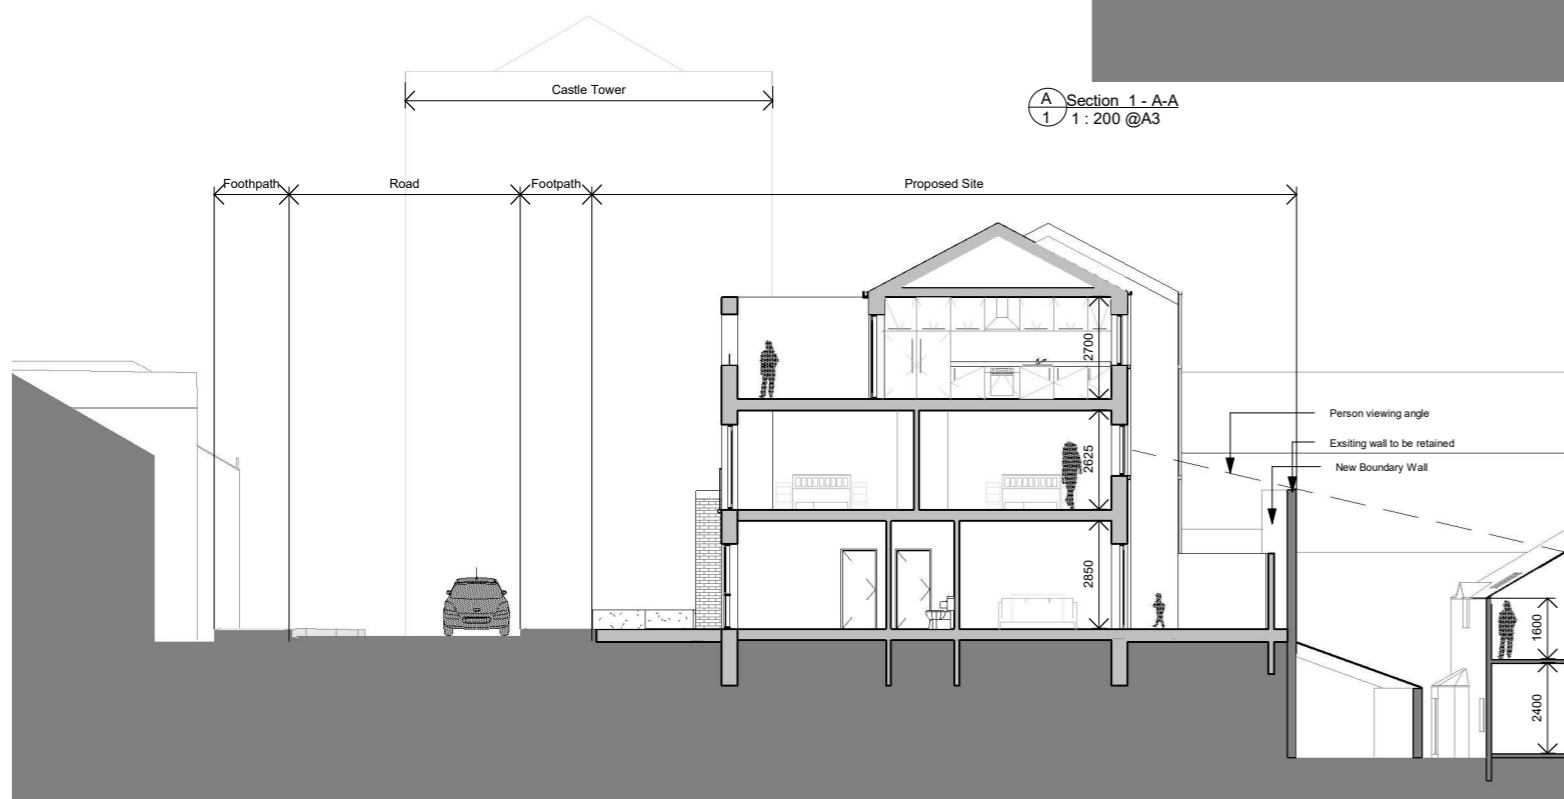 Castle Tower
A
1
Section 1 - A-A
1 : 200 @A3
Foothpath
Road
Footpath
Proposed Site
2700
Person viewing angle
Exsiting wall to be retained
New Boundary Wall
2625
2850
1600
2400